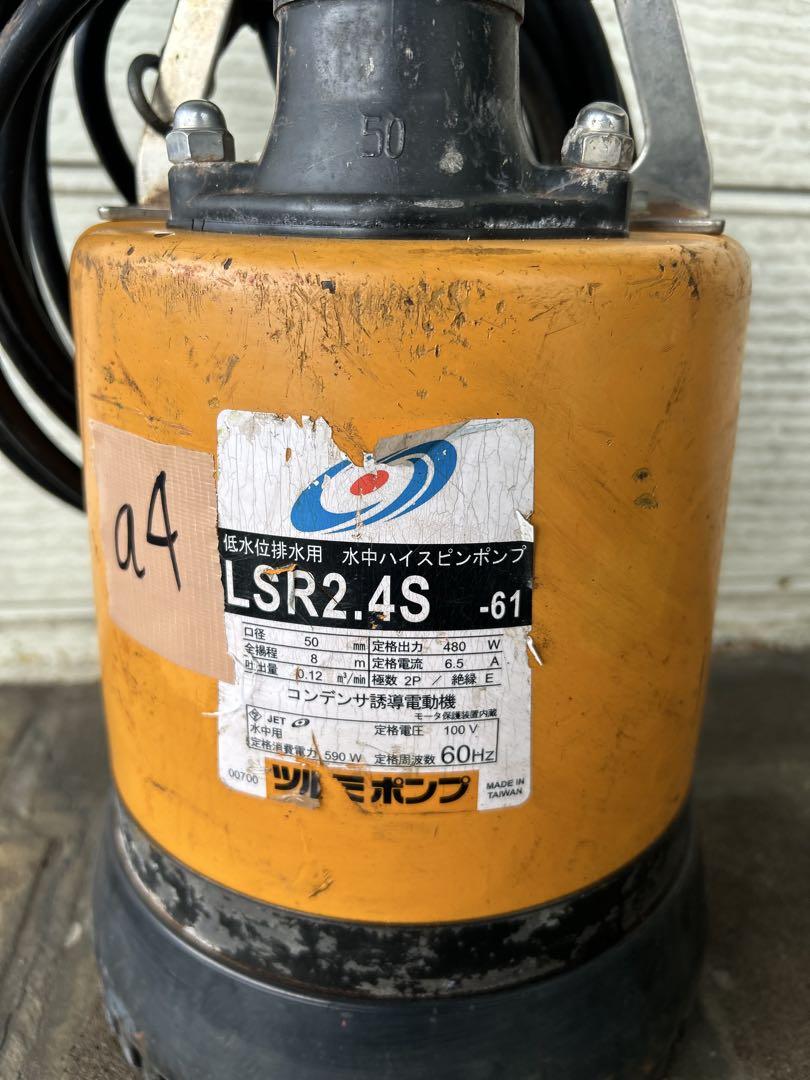 50
a4
低水位排水用 水中ハイスピンポンプ
LSR2.4S -61
口径 50 mm 定格出力 480 W
全揚程 8 m 定格電流 6.5 A
吐出量 0.12 m³/min 極数 2P / 絶縁 E
コンデンサ誘導電動機
JET モータ保護装置内蔵
水中用 定格電圧 100 V
定格消費電力 590 W 定格周波数 60Hz
00700 ツルミポンプ MADE IN
TAIWAN